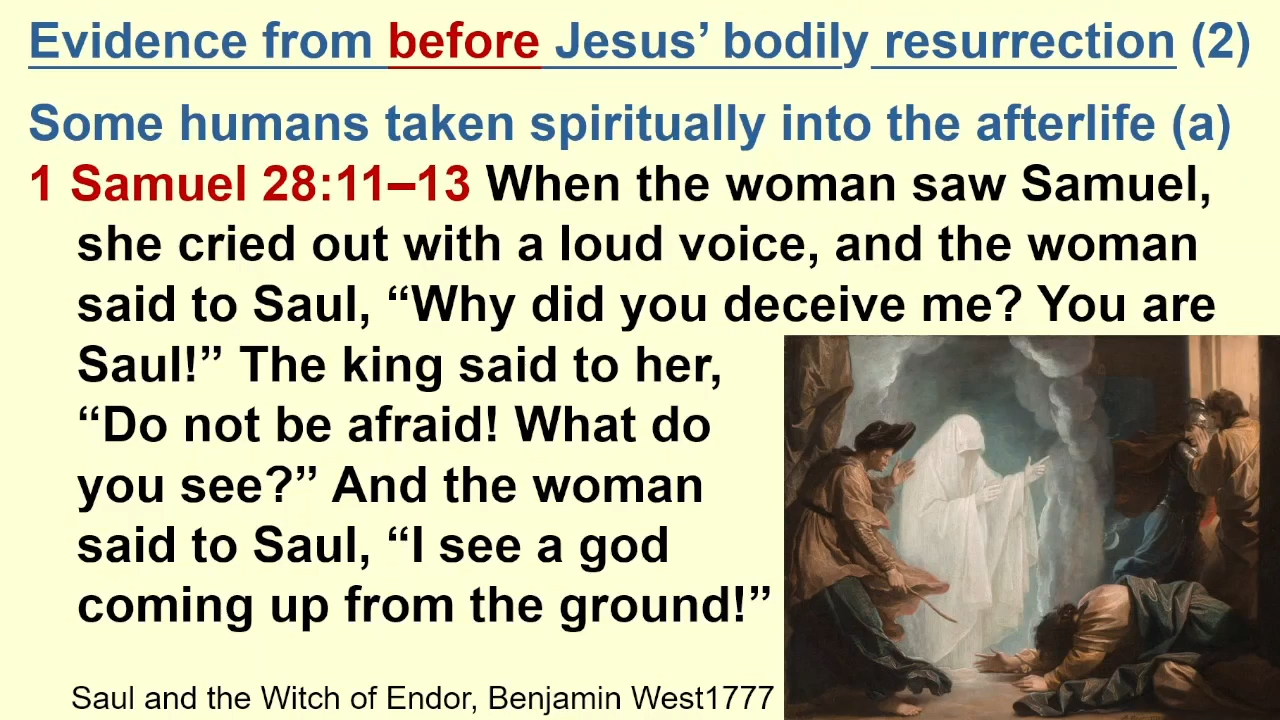 Evidence from before Jesus’ bodily resurrection (2)
Some humans taken spiritually into the afterlife (a)
1 Samuel 28:11–13 When the woman saw Samuel,
she cried out with a loud voice, and the woman
said to Saul, “Why did you deceive me? You are
Saul!” The king said to her,
“Do not be afraid! What do
you see?” And the woman
said to Saul, “I see a god
coming up from the ground!”
Saul and the Witch of Endor, Benjamin West1777